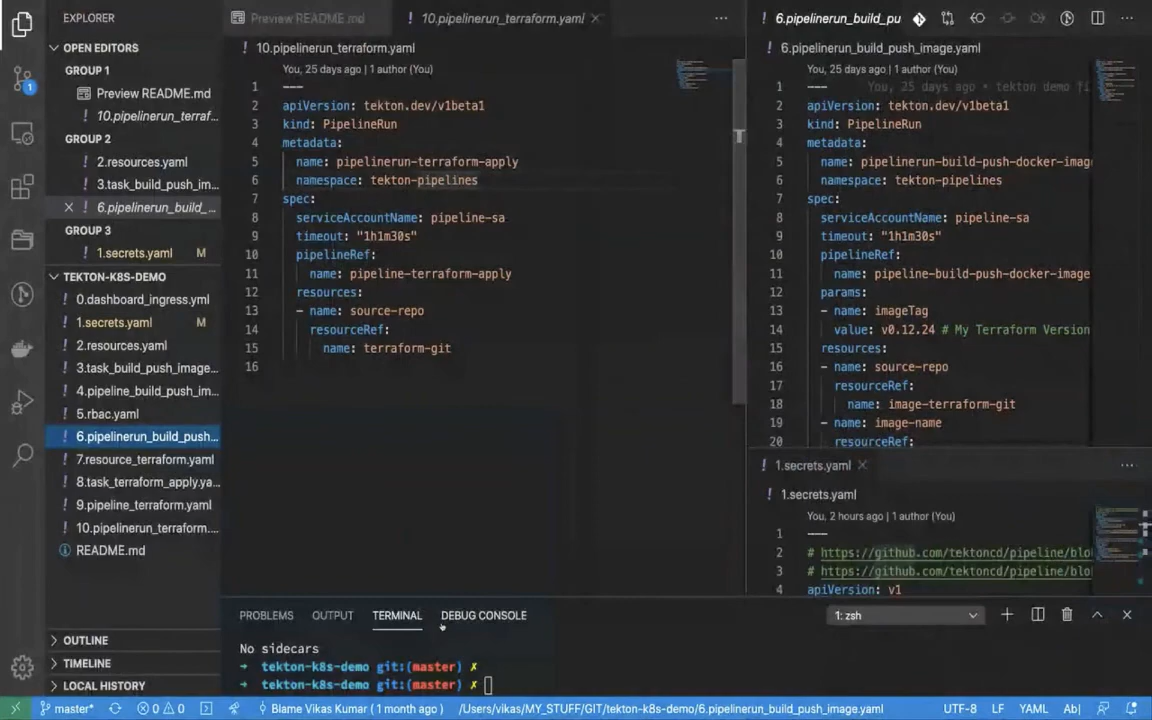 EXPLORER
OPEN EDITORS
GROUP 1
Preview README.md
! 10.pipelinerun_terraf...
GROUP 2
! 2.resources.yaml
! 3.task_build_push_im...
× ! 6.pipelinerun_build_...
GROUP 3
! 1.secrets.yaml M
TEKTON-K8S-DEMO
! 0.dashboard_ingress.yml
! 1.secrets.yaml M
! 2.resources.yaml
! 3.task_build_push_image...
! 4.pipeline_build_push_im...
! 5.rbac.yaml
! 6.pipelinerun_build_push...
! 7.resource_terraform.yaml
! 8.task_terraform_apply.ya...
! 9.pipeline_terraform.yaml
! 10.pipelinerun_terraform....
README.md
OUTLINE
TIMELINE
LOCAL HISTORY
1
Preview README.md
! 10.pipelinerun_terraform.yaml ×
! 10.pipelinerun_terraform.yaml
You, 25 days ago | 1 author (You)
1 ---
2 apiVersion: tekton.dev/v1beta1
3 kind: PipelineRun
4 metadata:
5 name: pipelinerun-terraform-apply
6 namespace: tekton-pipelines
7 spec:
8 serviceAccountName: pipeline-sa
9 timeout: "1h1m30s"
10 pipelineRef:
11 name: pipeline-terraform-apply
12 resources:
13 - name: source-repo
14 resourceRef:
15 name: terraform-git
16
! 6.pipelinerun_build_pu
! 6.pipelinerun_build_push_image.yaml
You, 25 days ago | 1 author (You)
1 --- You, 25 days ago • tekton demo fi
2 apiVersion: tekton.dev/v1beta1
3 kind: PipelineRun
4 metadata:
5 name: pipelinerun-build-push-docker-imag
6 namespace: tekton-pipelines
7 spec:
8 serviceAccountName: pipeline-sa
9 timeout: "1h1m30s"
10 pipelineRef:
11 name: pipeline-build-push-docker-image
12 params:
13 - name: imageTag
14 value: v0.12.24 # My Terraform Version
15 resources:
16 - name: source-repo
17 resourceRef:
18 name: image-terraform-git
19 - name: image-name
20 resourceRef:
! 1.secrets.yaml ×
! 1.secrets.yaml
You, 2 hours ago | 1 author (You)
1 ---
2 # https://github.com/tektoncd/pipeline/blo
3 # https://github.com/tektoncd/pipeline/blo
4 apiVersion: v1
PROBLEMS OUTPUT TERMINAL DEBUG CONSOLE 1: zsh
No sidecars
→ tekton-k8s-demo git:(master) ✗
→ tekton-k8s-demo git:(master) ✗
master* 0 0 Blame Vikas Kumar ( 1 month ago ) /Users/vikas/MY_STUFF/GIT/tekton-k8s-demo/6.pipelinerun_build_push_image.yaml UTF-8 LF YAML Ab|